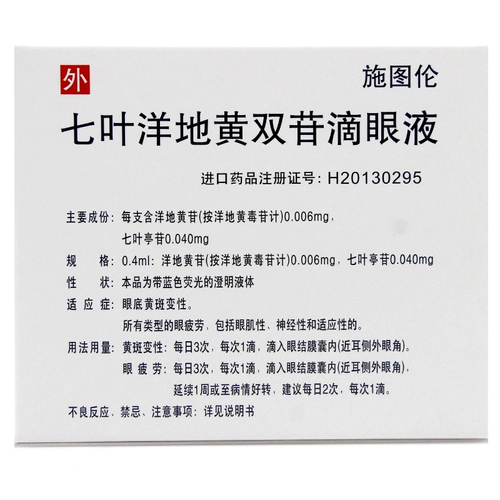 外 施图伦
七叶洋地黄双苷滴眼液
进口药品注册证号：H20130295
主要成份：每支含洋地黄苷(按洋地黄毒苷计)0.006mg，
七叶亭苷0.040mg
规 格：0.4ml：洋地黄苷(按洋地黄毒苷计)0.006mg，七叶亭苷0.040mg
性 状：本品为带蓝色荧光的澄明液体
适 应 症：眼底黄斑变性。
所有类型的眼疲劳，包括眼肌性、神经性和适应性的。
用法用量：黄斑变性：每日3次，每次1滴，滴入眼结膜囊内(近耳侧外眼角)。
眼 疲 劳：每日3次，每次1滴，滴入眼结膜囊内(近耳侧外眼角)，
延续1周或至病情好转，建议每日2次，每次1滴。
不良反应、禁忌、注意事项：详见说明书